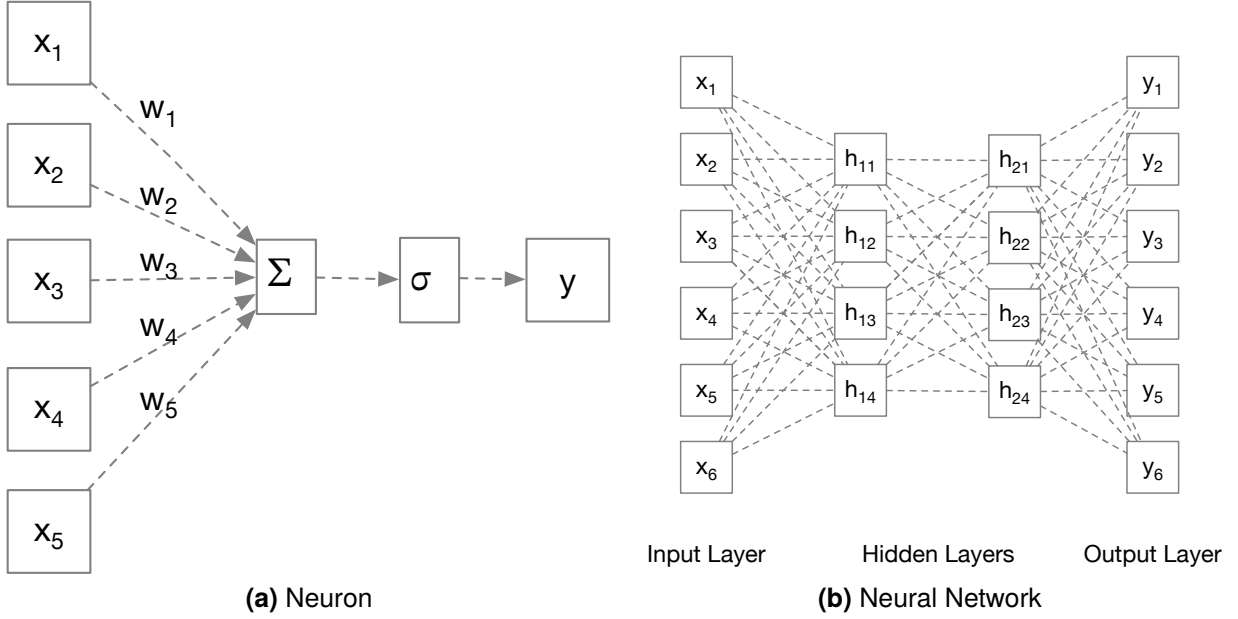 x₁
w₁
x₂
w₂
x₃
w₃
Σ
σ
y
x₄
w₄
x₅
w₅
(a) Neuron
x₁
y₁
x₂
h₁₁
h₂₁
y₂
x₃
h₁₂
h₂₂
y₃
x₄
h₁₃
h₂₃
y₄
x₅
h₁₄
h₂₄
y₅
x₆
y₆
Input Layer
Hidden Layers
Output Layer
(b) Neural Network